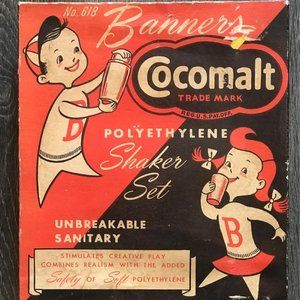 No. 618
Banner's
Cocomalt
TRADE MARK
REG. U.S. PAT. OFF.
POLYETHYLENE
Shaker
Set
UNBREAKABLE
SANITARY
STIMULATES CREATIVE PLAY
COMBINES REALISM WITH THE ADDED
Safety OF Soft POLYETHYLENE
B
B